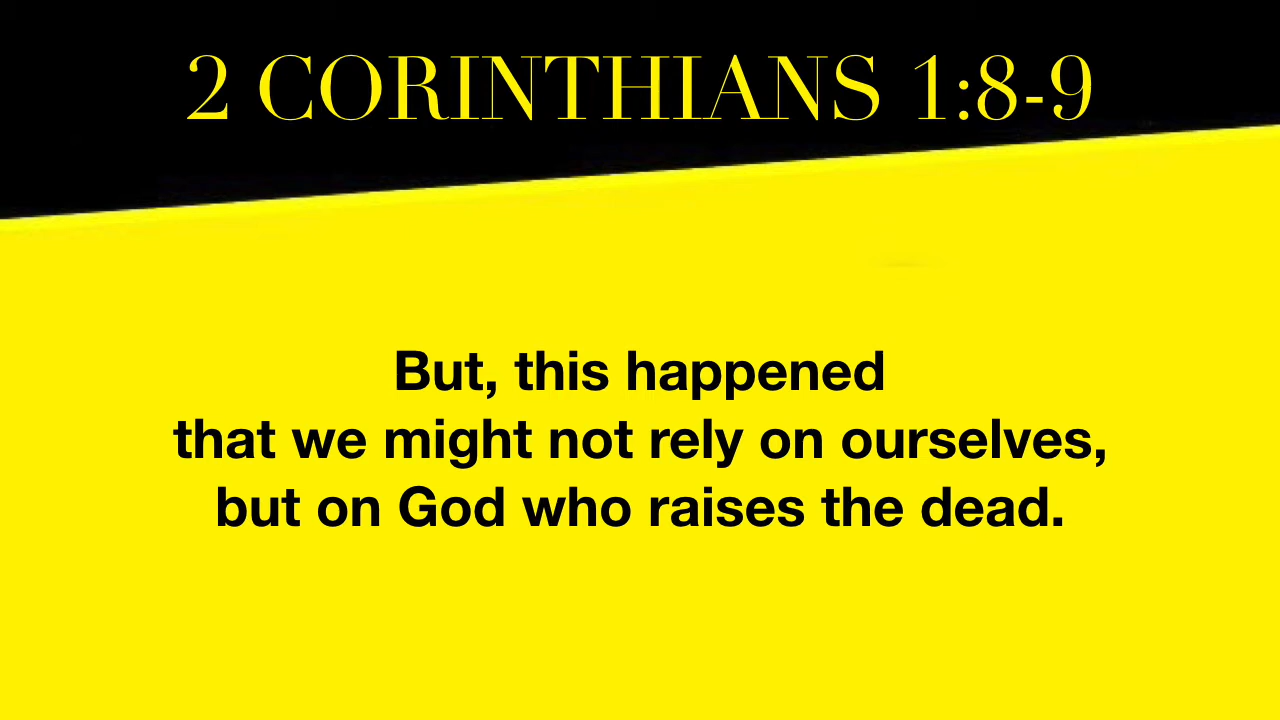 2 CORINTHIANS 1:8-9
But, this happened
that we might not rely on ourselves,
but on God who raises the dead.